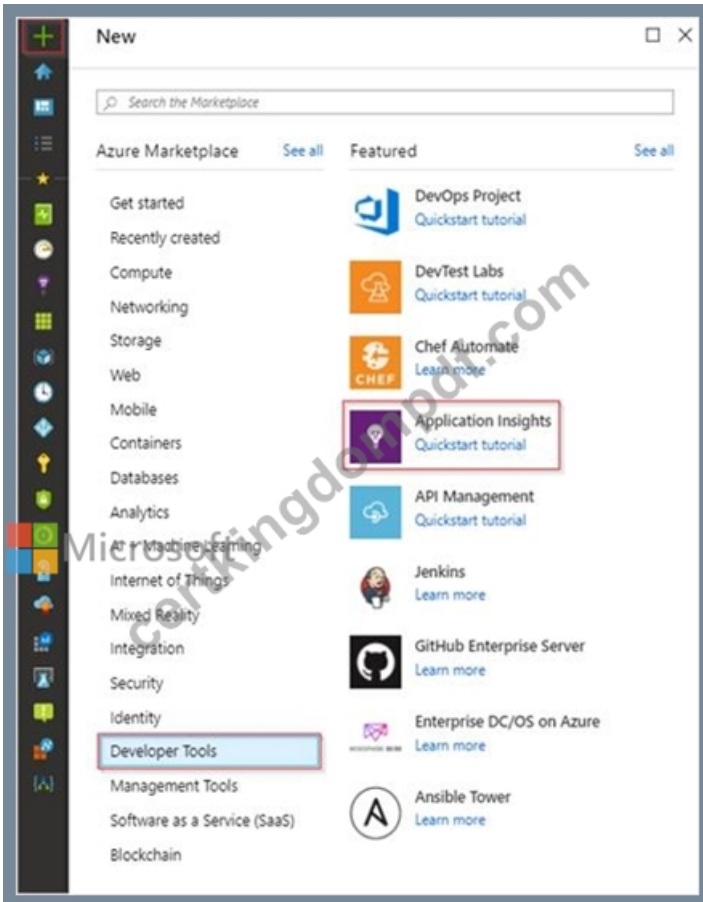 New
Search the Marketplace
Azure Marketplace
See all
Get started
Recently created
Compute
Networking
Storage
Web
Mobile
Containers
Databases
Analytics
AI + Machine Learning
Internet of Things
Mixed Reality
Integration
Security
Identity
Developer Tools
Management Tools
Software as a Service (SaaS)
Blockchain
Featured
See all
DevOps Project
Quickstart tutorial
DevTest Labs
Quickstart tutorial
CHEF
Chef Automate
Learn more
Application Insights
Quickstart tutorial
API Management
Quickstart tutorial
Jenkins
Learn more
GitHub Enterprise Server
Learn more
Enterprise DC/OS on Azure
Learn more
Ansible Tower
Learn more
Microsoft
certkingdompdf.com